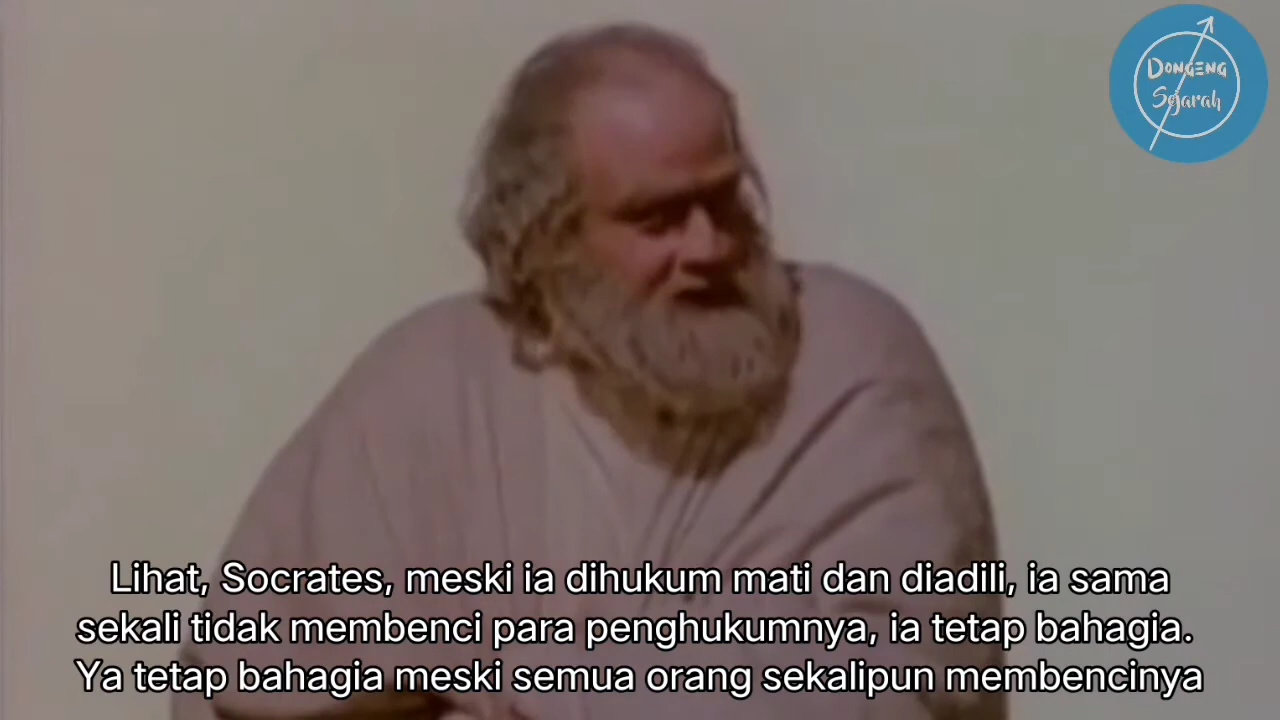 DONGENG
Sejarah
Lihat, Socrates, meski ia dihukum mati dan diadili, ia sama
sekali tidak membenci para penghukumnya, ia tetap bahagia.
Ya tetap bahagia meski semua orang sekalipun membencinya